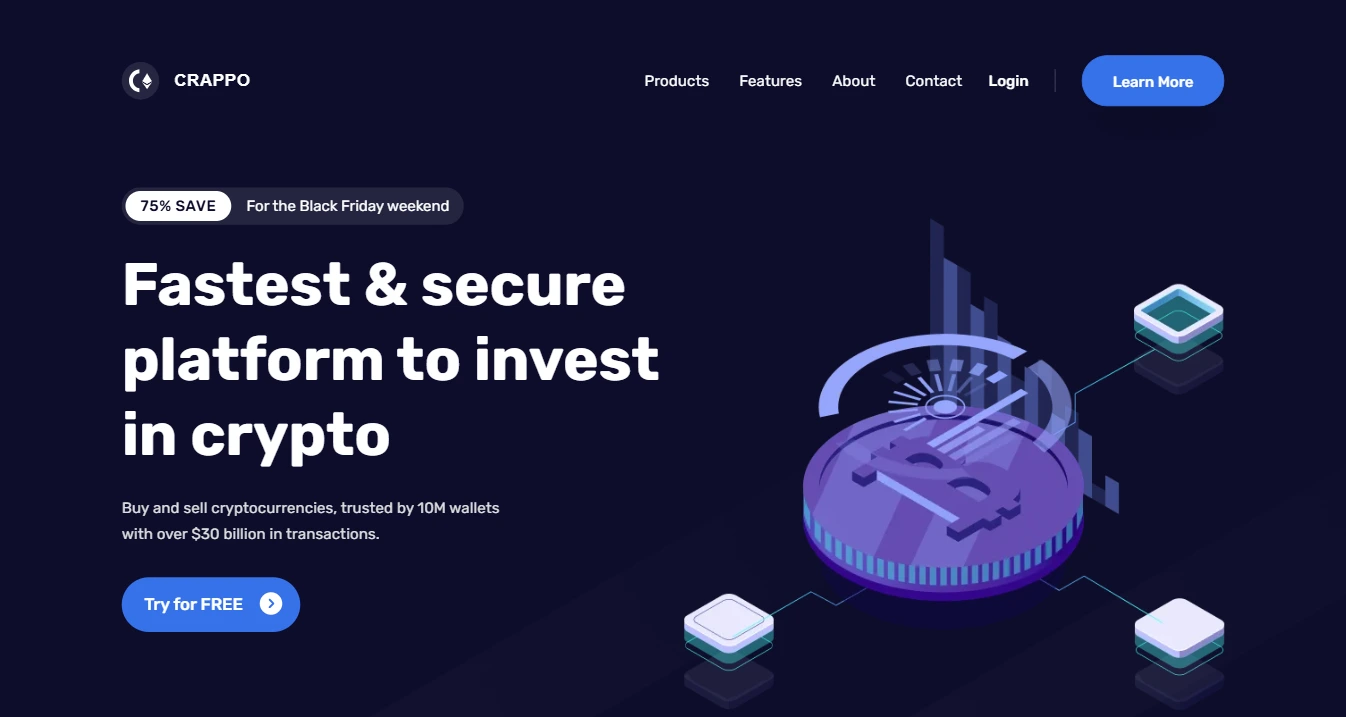 CRAPPO
Products Features About Contact Login Learn More
75% SAVE For the Black Friday weekend
Fastest & secure
platform to invest
in crypto
Buy and sell cryptocurrencies, trusted by 10M wallets
with over $30 billion in transactions.
Try for FREE